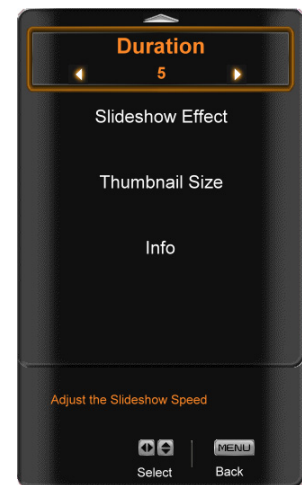 Duration
5
Slideshow Effect
Thumbnail Size
Info
Adjust the Slideshow Speed
MENU
Select
Back